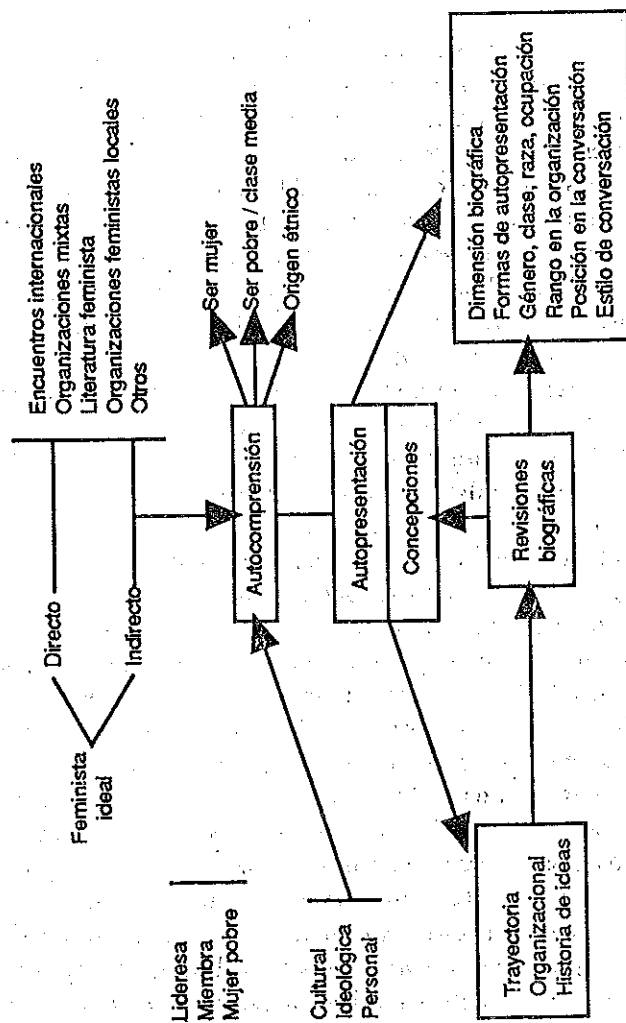 Encuentros internacionales
Organizaciones mixtas
Literatura feminista
Organizaciones feministas locales
Otros
Directo
Feminista
ideal
Indirecto
Lideresa
Miembra
Mujer pobre
Ser mujer
Ser pobre / clase media
Origen étnico
Autocomprensión
Cultural
Ideológica
Personal
Autopresentación
Concepciones
Trayectoria
Organizacional
Historia de ideas
Revisiones
biográficas
Dimensión biográfica
Formas de autopresentación
Género, clase, raza, ocupación
Rango en la organización
Posición en la conversación
Estilo de conversación